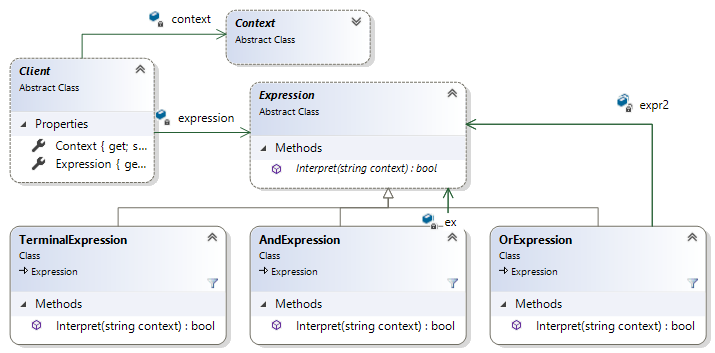 context
Context
Abstract Class
Client
Abstract Class
Properties
Context { get; s...
Expression { ge...
expression
Expression
Abstract Class
Methods
Interpret(string context) : bool
expr2
_ex
TerminalExpression
Class
Expression
Methods
Interpret(string context) : bool
AndExpression
Class
Expression
Methods
Interpret(string context) : bool
OrExpression
Class
Expression
Methods
Interpret(string context) : bool